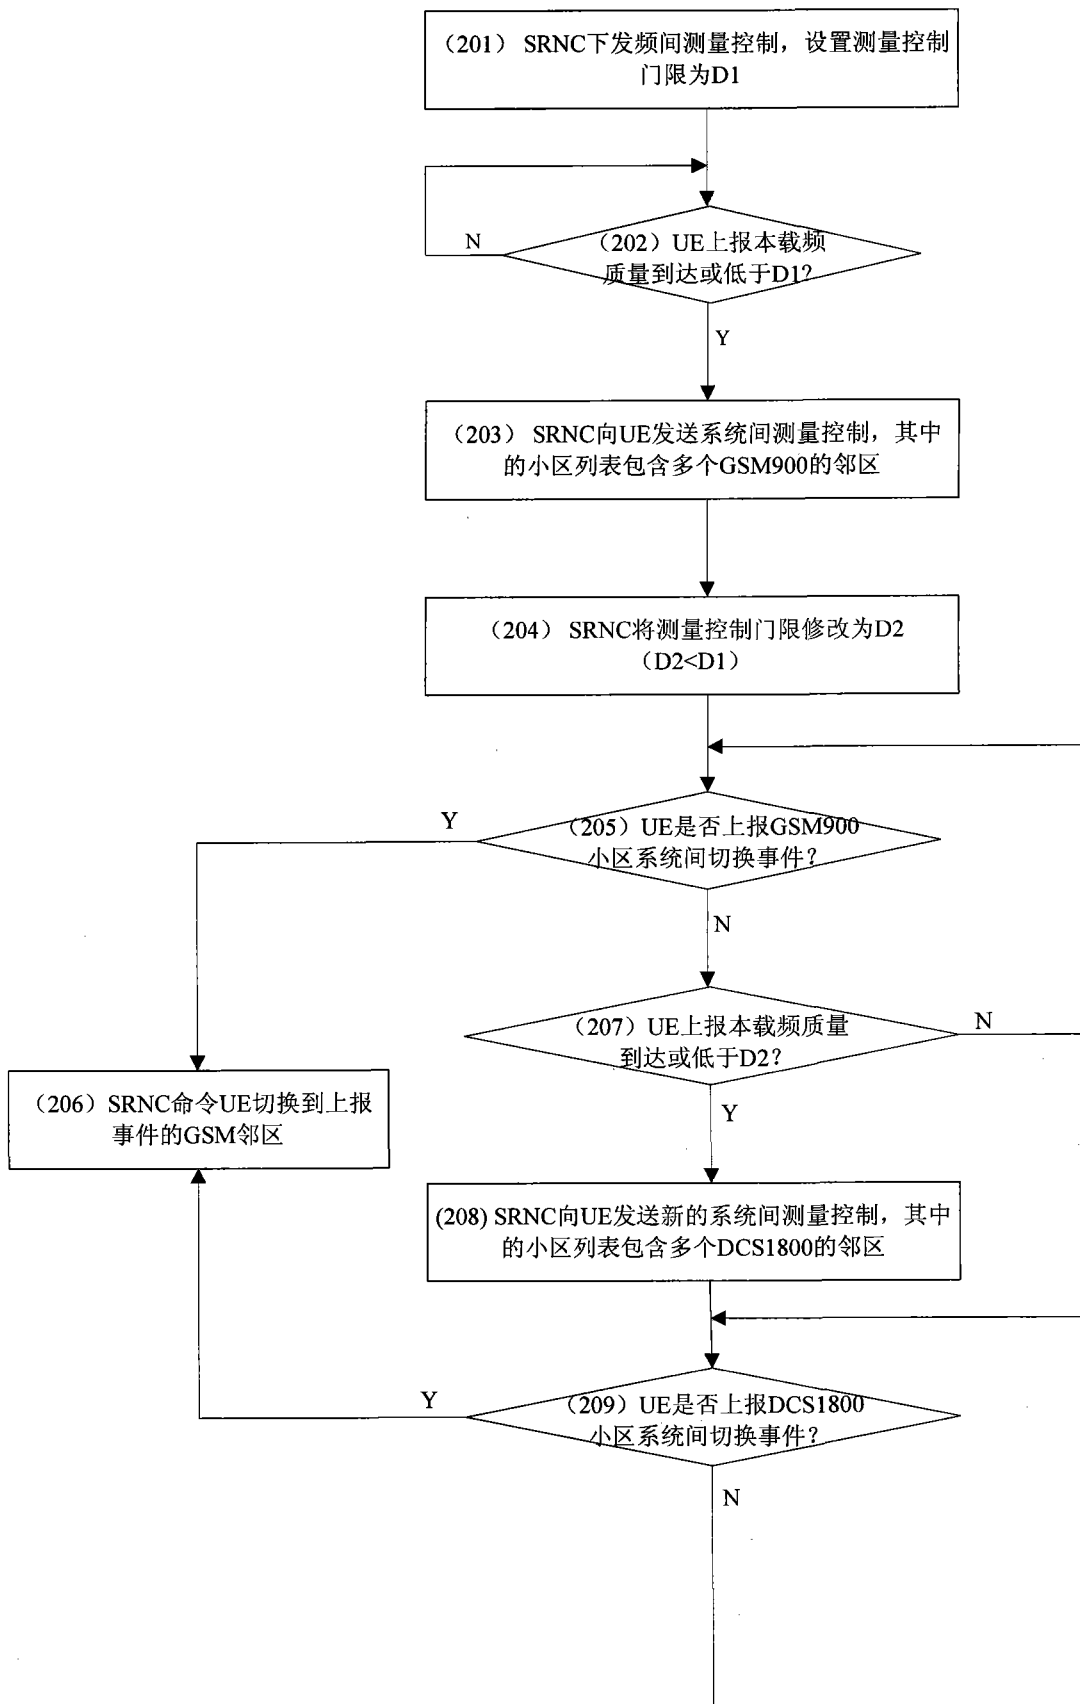 （201） SRNC下发频间测量控制，设置测量控制
门限为D1
N
（202）UE上报本载频
质量到达或低于D1?
Y
（203） SRNC向UE发送系统间测量控制，其中
的小区列表包含多个GSM900的邻区
（204） SRNC将测量控制门限修改为D2
（D2<D1）
Y
（205）UE是否上报GSM900
小区系统间切换事件？
N
（207）UE上报本载频质量
到达或低于D2？
N
（206）SRNC命令UE切换到上报
事件的GSM邻区
Y
(208) SRNC向UE发送新的系统间测量控制，其中
的小区列表包含多个DCS1800的邻区
Y
（209）UE是否上报DCS1800
小区系统间切换事件？
N